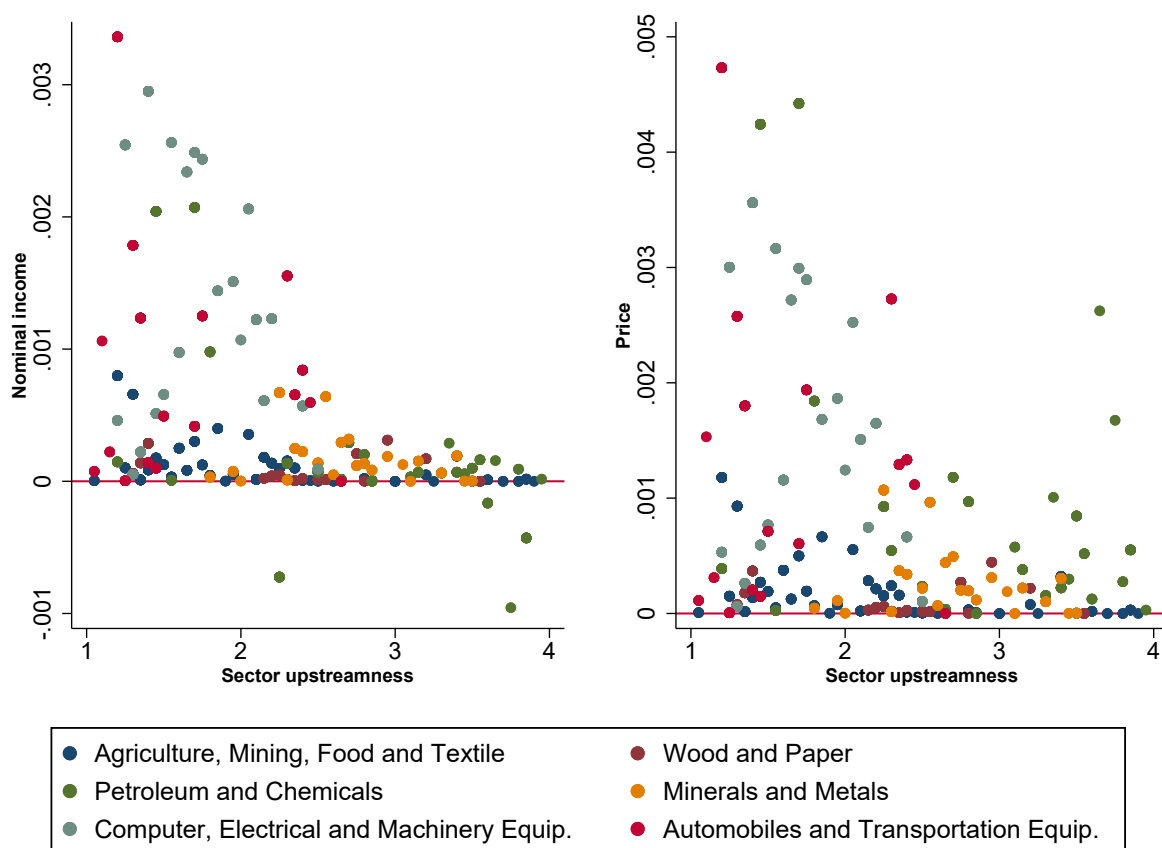 .003
.002
.001
0
-.001
Nominal income
1 2 3 4
Sector upstreamness
.005
.004
.003
.002
.001
0
Price
1 2 3 4
Sector upstreamness
Agriculture, Mining, Food and Textile
Wood and Paper
Petroleum and Chemicals
Minerals and Metals
Computer, Electrical and Machinery Equip.
Automobiles and Transportation Equip.